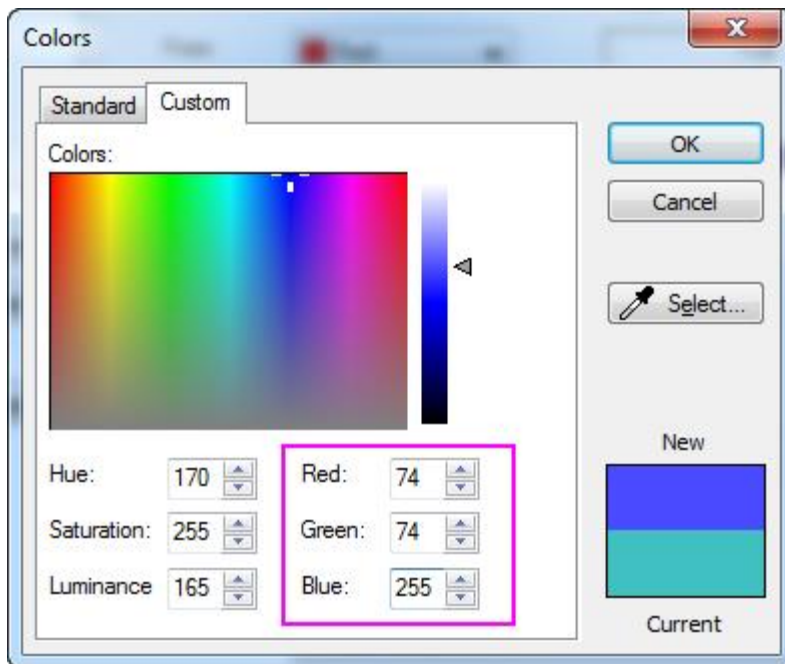 Colors
Standard Custom
Colors:
OK
Cancel
Select...
Hue: 170 Red: 74
Saturation: 255 Green: 74
Luminance 165 Blue: 255
New
Current